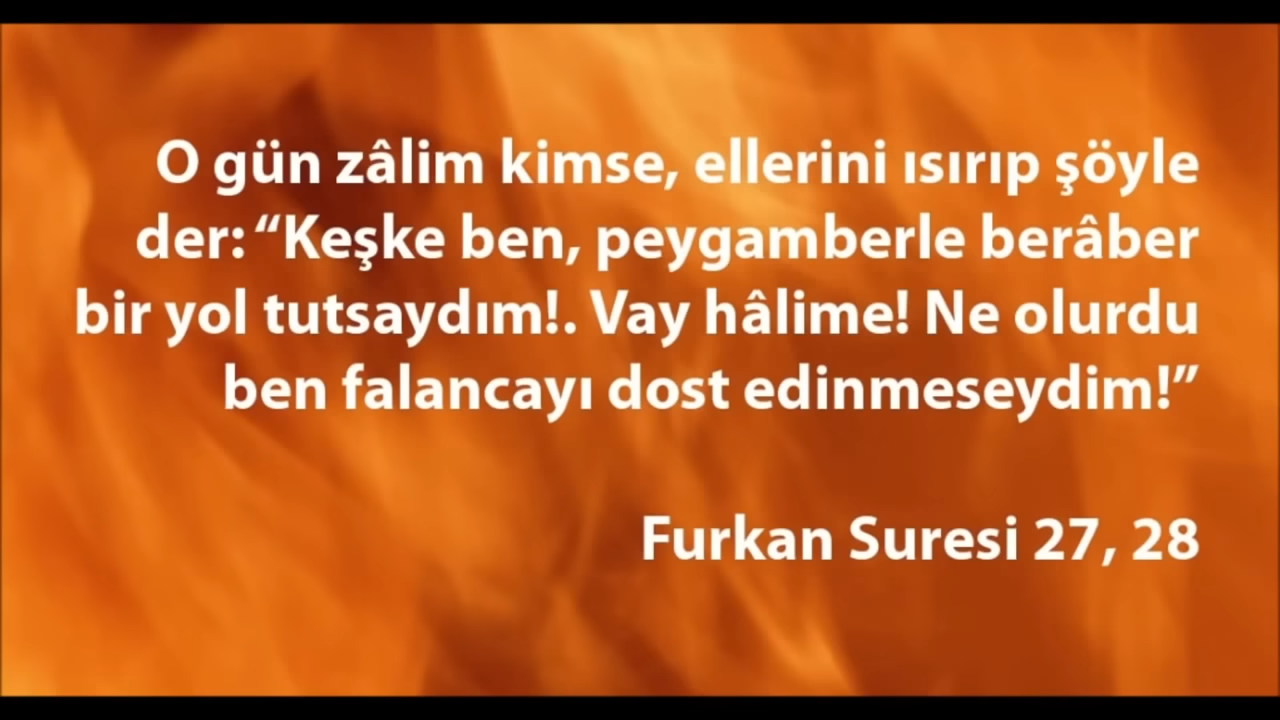 O gün zâlim kimse, ellerini ısırıp şöyle
der: “Keşke ben, peygamberle berâber
bir yol tutsaydım!. Vay hâlime! Ne olurdu
ben falancayı dost edinmeseydim!”
Furkan Suresi 27, 28